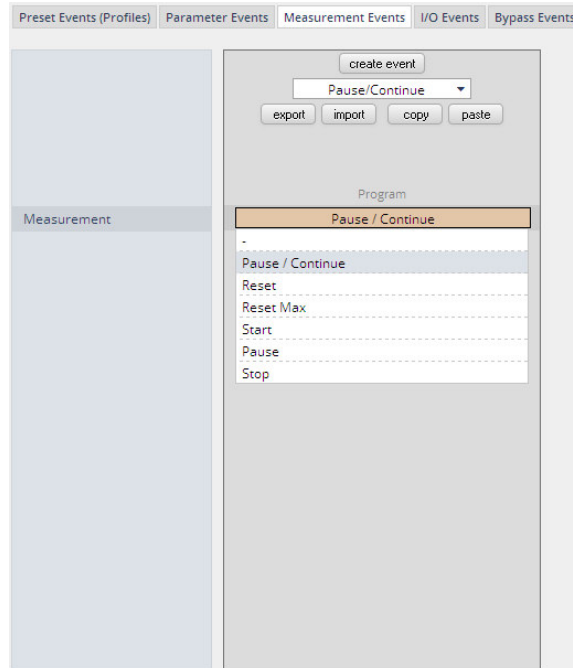 Preset Events (Profiles) Parameter Events Measurement Events I/O Events Bypass Events
create event
Pause/Continue
export import copy paste
Program
Measurement Pause / Continue
-
Pause / Continue
Reset
Reset Max
Start
Pause
Stop